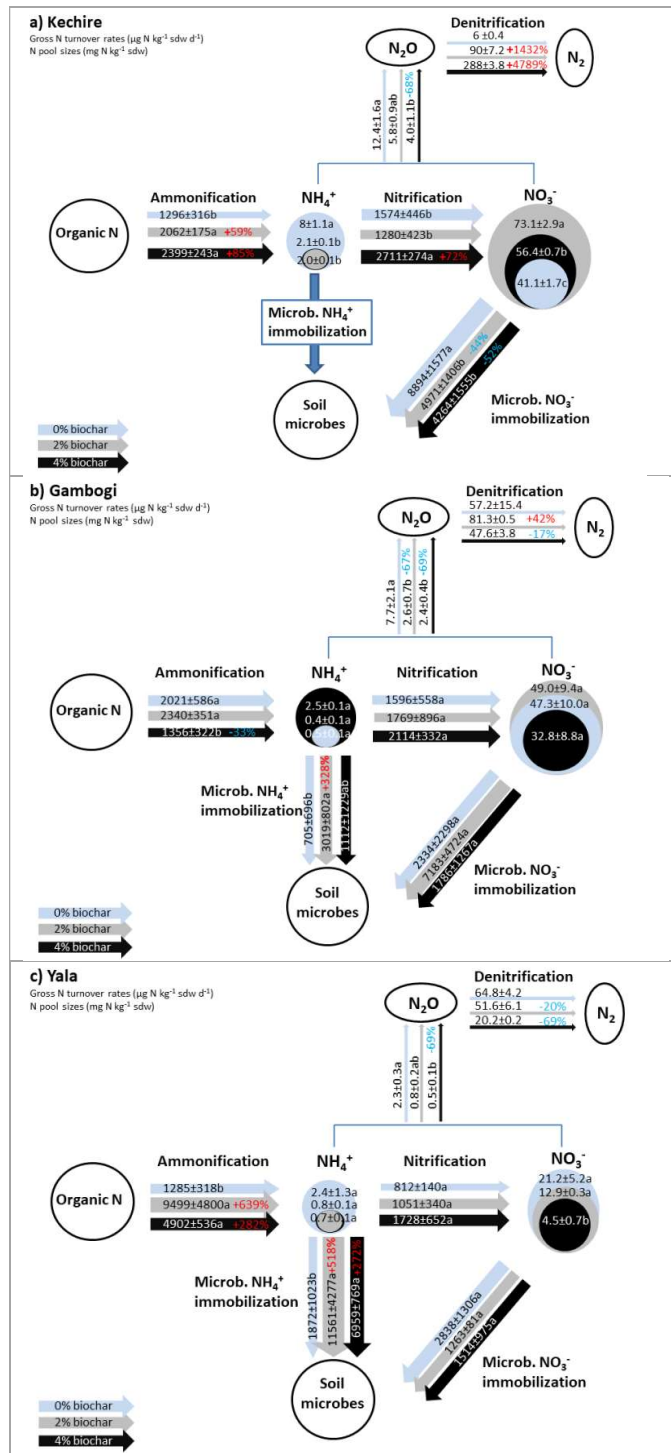 a) Kechire
Gross N turnover rates (µg N kg⁻¹ sdw d⁻¹)
N pool sizes (mg N kg⁻¹ sdw)
Denitrification
6 ±0.4
90±7.2 +1432%
288±3.8 +4789%
N₂O
N₂
12.4±1.6a
5.8±0.9ab
4.0±1.1b -68%
Organic N
Ammonification
1296±316b
2062±175a +59%
2399±243a +85%
NH₄⁺
8±1.1a
2.1±0.1b
2.0±0.1b
Nitrification
1574±446b
1280±423b
2711±274a +72%
NO₃⁻
73.1±2.9a
56.4±0.7b
41.1±1.7c
Microb. NH₄⁺
immobilization
Soil
microbes
8894±1577a
4971±1406b -44%
4264±1555b -52%
Microb. NO₃⁻
immobilization
0% biochar
2% biochar
4% biochar
b) Gambogi
Gross N turnover rates (µg N kg⁻¹ sdw d⁻¹)
N pool sizes (mg N kg⁻¹ sdw)
Denitrification
57.2±15.4
81.3±0.5 +42%
47.6±3.8 -17%
N₂O
N₂
7.7±2.1a
2.6±0.7b -67%
2.4±0.4b -69%
Organic N
Ammonification
2021±586a
2340±351a
1356±322b -33%
NH₄⁺
2.5±0.1a
0.4±0.1a
0.5±0.1a
Nitrification
1596±558a
1769±896a
2114±332a
NO₃⁻
49.0±9.4a
47.3±10.0a
32.8±8.8a
Microb. NH₄⁺
immobilization
705±696b
3019±802a +328%
1112±1229ab
Soil
microbes
2334±2298a
7183±4724a
1786±1267a
Microb. NO₃⁻
immobilization
0% biochar
2% biochar
4% biochar
c) Yala
Gross N turnover rates (µg N kg⁻¹ sdw d⁻¹)
N pool sizes (mg N kg⁻¹ sdw)
Denitrification
64.8±4.2
51.6±6.1 -20%
20.2±0.2 -69%
N₂O
N₂
2.3±0.3a
0.8±0.2ab
0.5±0.1b -69%
Organic N
Ammonification
1285±318b
9499±4800a +639%
4902±536a +282%
NH₄⁺
2.4±1.3a
0.8±0.1a
0.7±0.1a
Nitrification
812±140a
1051±340a
1728±652a
NO₃⁻
21.2±5.2a
12.9±0.3a
4.5±0.7b
Microb. NH₄⁺
immobilization
1872±1023b
11561±4277a +518%
6959±769a +272%
Soil
microbes
2838±1306a
1263±81a
1514±975a
Microb. NO₃⁻
immobilization
0% biochar
2% biochar
4% biochar